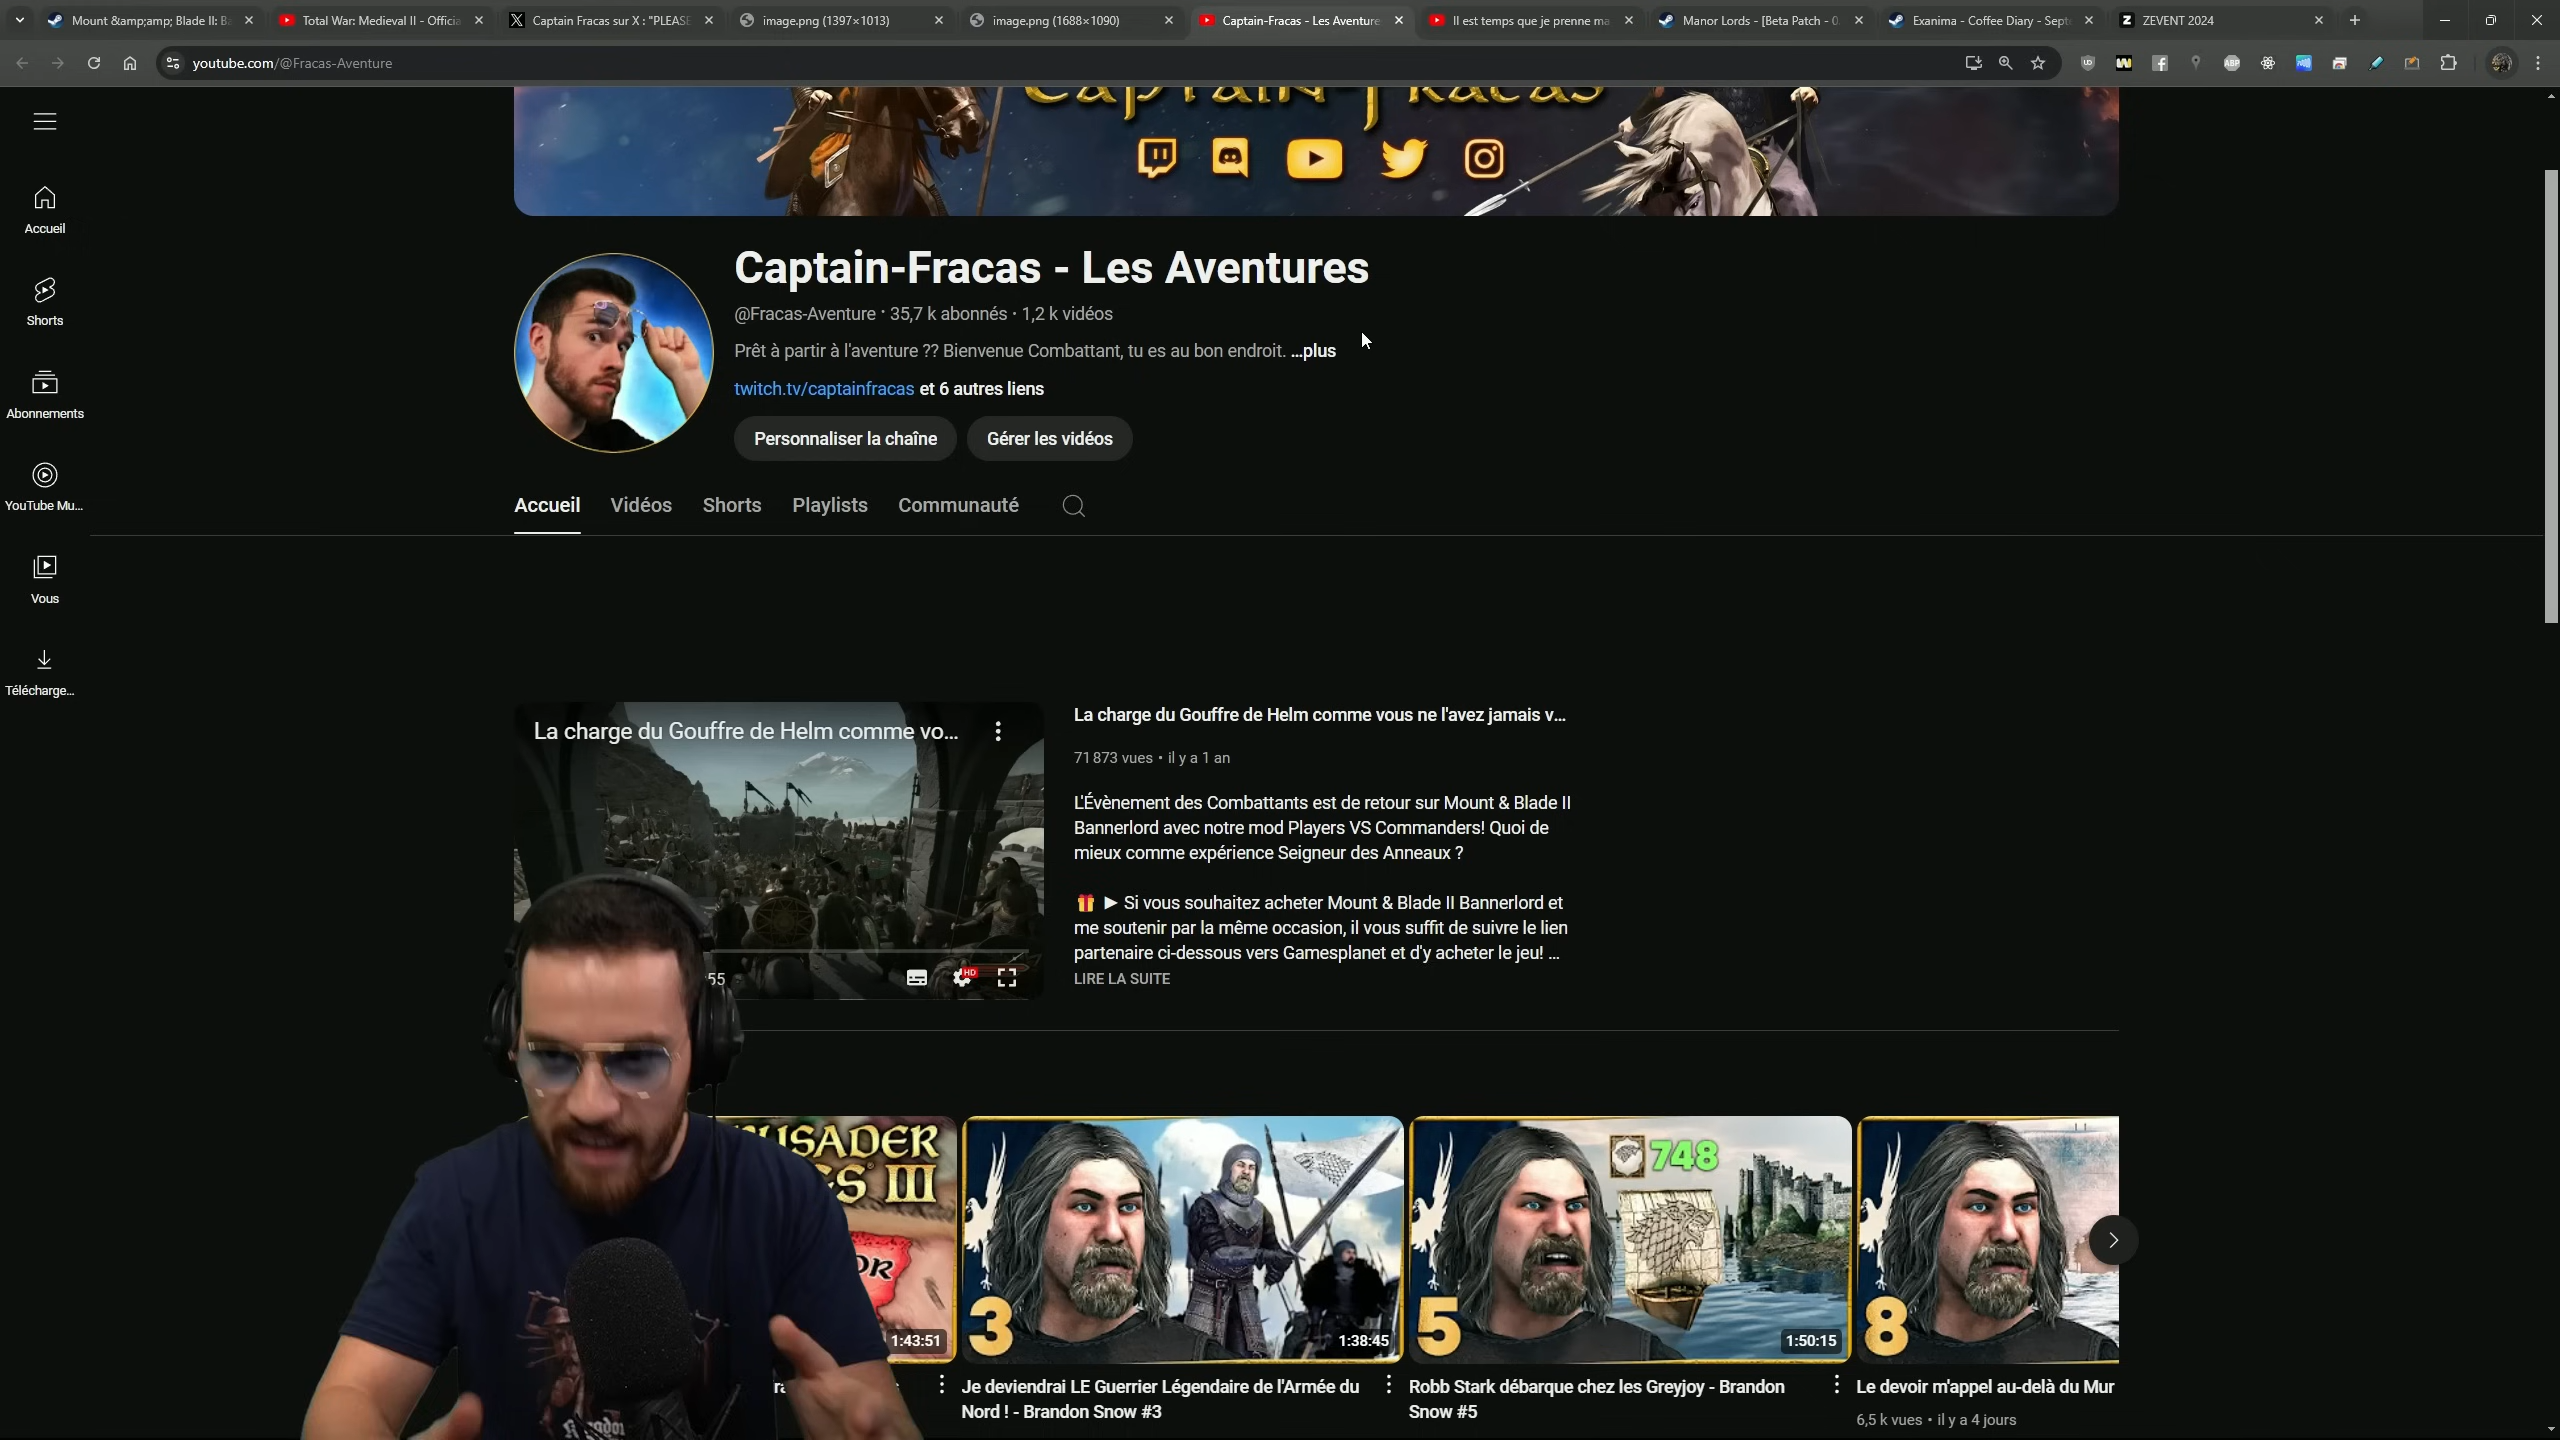 Mount &amp;amp; Blade II: Ba
Total War: Medieval II - Officia
Captain Fracas sur X : "PLEASE
image.png (1397×1013)
image.png (1688×1090)
Captain-Fracas - Les Aventure
Il est temps que je prenne ma
Manor Lords - [Beta Patch - 0.
Exanima - Coffee Diary - Sept
ZEVENT 2024
youtube.com/@Fracas-Aventure
Captain-Fracas
Accueil
Shorts
Abonnements
YouTube Mu...
Vous
Télécharge...
Captain-Fracas - Les Aventures
@Fracas-Aventure · 35,7 k abonnés · 1,2 k vidéos
Prêt à partir à l'aventure ?? Bienvenue Combattant, tu es au bon endroit. ...plus
twitch.tv/captainfracas et 6 autres liens
Personnaliser la chaîne
Gérer les vidéos
Accueil Vidéos Shorts Playlists Communauté
La charge du Gouffre de Helm comme vo...
:55
HD
La charge du Gouffre de Helm comme vous ne l'avez jamais v...
71 873 vues • il y a 1 an
L'Évènement des Combattants est de retour sur Mount & Blade II
Bannerlord avec notre mod Players VS Commanders! Quoi de
mieux comme expérience Seigneur des Anneaux ?
🎁 ► Si vous souhaitez acheter Mount & Blade II Bannerlord et
me soutenir par la même occasion, il vous suffit de suivre le lien
partenaire ci-dessous vers Gamesplanet et d'y acheter le jeu! ...
LIRE LA SUITE
USADER
S III
OR
1:43:51
3
1:38:45
748
5
1:50:15
8
Je deviendrai LE Guerrier Légendaire de l'Armée du
Nord ! - Brandon Snow #3
Robb Stark débarque chez les Greyjoy - Brandon
Snow #5
Le devoir m'appel au-delà du Mur
6,5 k vues • il y a 4 jours